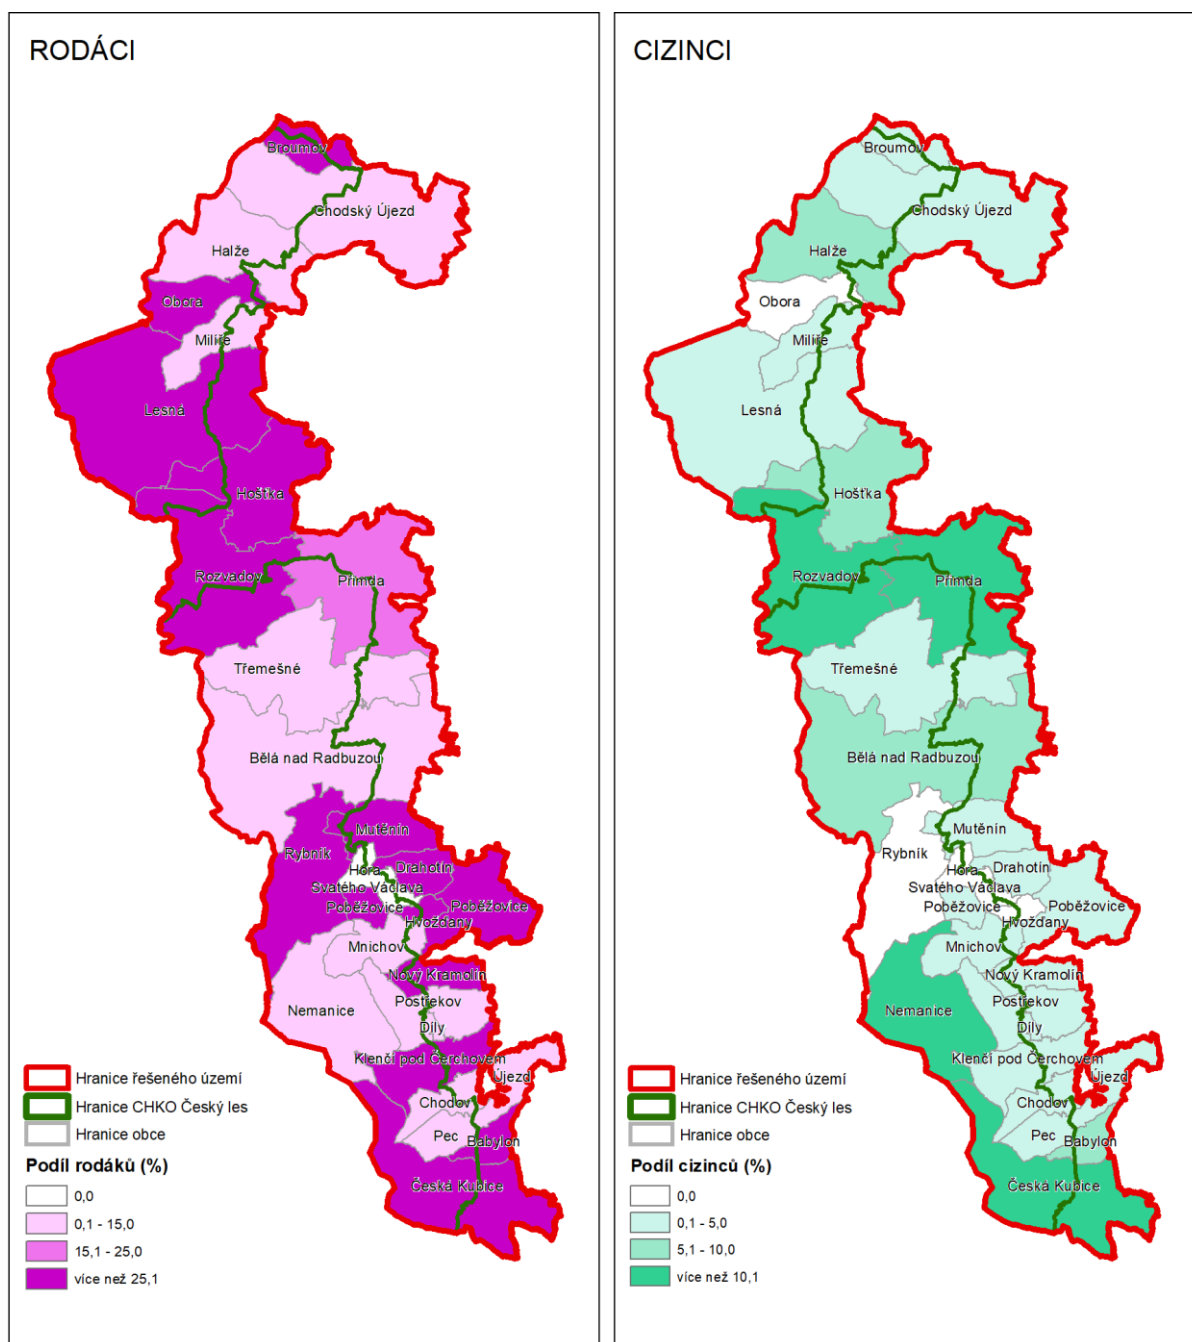 RODÁCI
Broumov
Chodský Újezd
Halže
Obora
Milíře
Lesná
Hošťka
Rozvadov
Přimda
Třemešné
Bělá nad Radbuzou
Mutěnín
Rybník
Drahotín
Hora
Svatého Václava
Poběžovice
Poběžovice
Hvožďany
Mnichov
Nový Kramolín
Nemanice
Postřekov
Díly
Klenčí pod Čerchovem
Újezd
Chodov
Pec
Babylon
Česká Kubice
Hranice řešeného území
Hranice CHKO Český les
Hranice obce
Podíl rodáků (%)
0,0
0,1 - 15,0
15,1 - 25,0
více než 25,1
CIZINCI
Broumov
Chodský Újezd
Halže
Obora
Milíře
Lesná
Hošťka
Rozvadov
Přimda
Třemešné
Bělá nad Radbuzou
Mutěnín
Rybník
Drahotín
Hora
Svatého Václava
Poběžovice
Poběžovice
Hvožďany
Mnichov
Nový Kramolín
Nemanice
Postřekov
Díly
Klenčí pod Čerchovem
Újezd
Chodov
Pec
Babylon
Česká Kubice
Hranice řešeného území
Hranice CHKO Český les
Hranice obce
Podíl cizinců (%)
0,0
0,1 - 5,0
5,1 - 10,0
více než 10,1